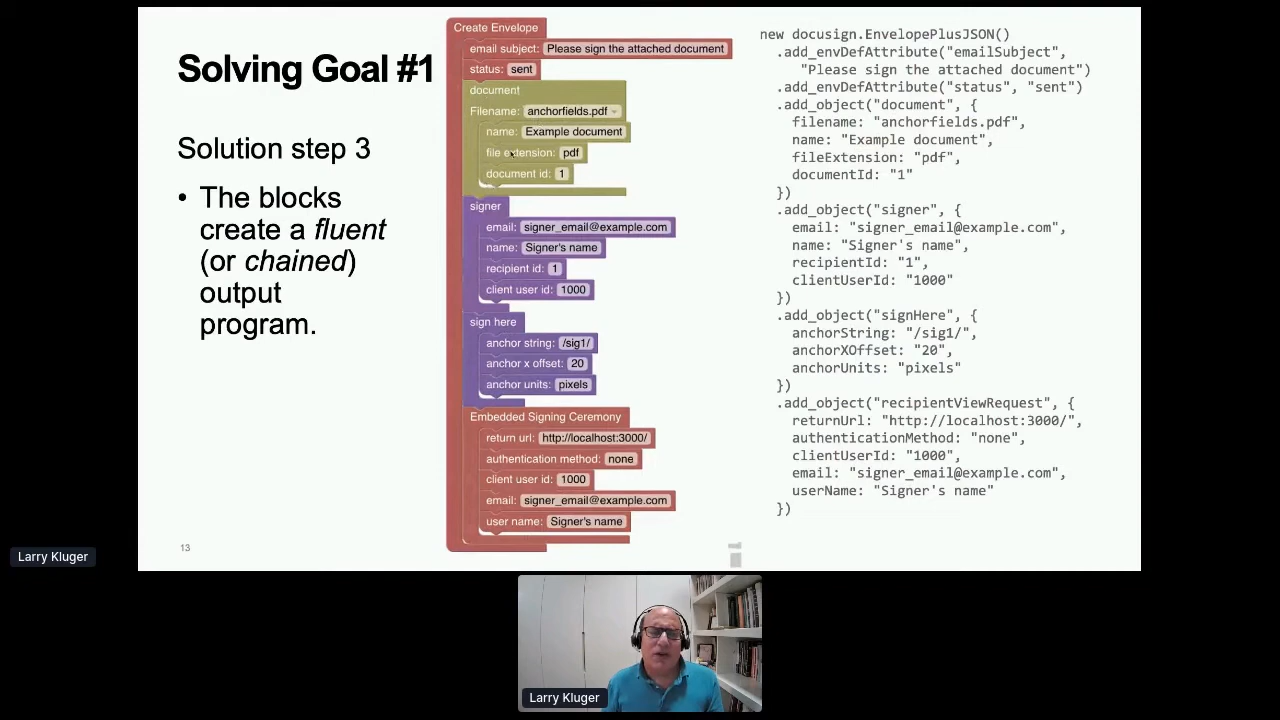 Solving Goal #1
Solution step 3
• The blocks
create a fluent
(or chained)
output
program.
13
Create Envelope
email subject: Please sign the attached document
status: sent
document
Filename: anchorfields.pdf
name: Example document
file extension: pdf
document id: 1
signer
email: signer_email@example.com
name: Signer's name
recipient id: 1
client user id: 1000
sign here
anchor string: /sig1/
anchor x offset: 20
anchor units: pixels
Embedded Signing Ceremony
return url: http://localhost:3000/
authentication method: none
client user id: 1000
email: signer_email@example.com
user name: Signer's name
new docusign.EnvelopePlusJSON()
.add_envDefAttribute("emailSubject",
"Please sign the attached document")
.add_envDefAttribute("status", "sent")
.add_object("document", {
filename: "anchorfields.pdf",
name: "Example document",
fileExtension: "pdf",
documentId: "1"
})
.add_object("signer", {
email: "signer_email@example.com",
name: "Signer's name",
recipientId: "1",
clientUserId: "1000"
})
.add_object("signHere", {
anchorString: "/sig1/",
anchorXOffset: "20",
anchorUnits: "pixels"
})
.add_object("recipientViewRequest", {
returnUrl: "http://localhost:3000/",
authenticationMethod: "none",
clientUserId: "1000",
email: "signer_email@example.com",
userName: "Signer's name"
})
Larry Kluger
Larry Kluger